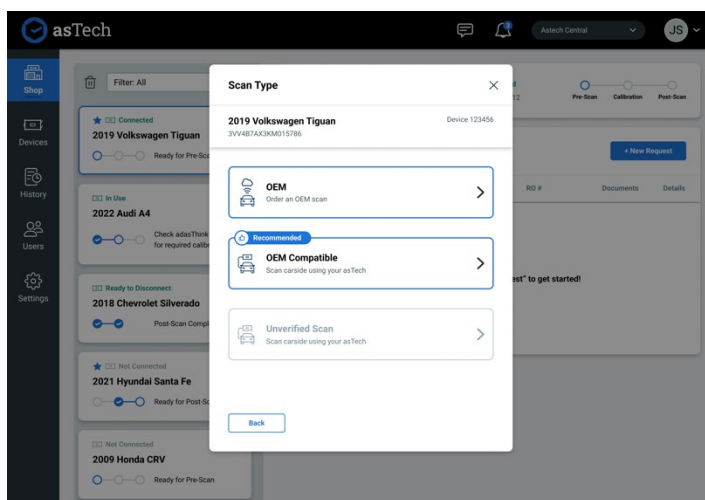 asTech
3
Astech Central
JS
Shop
Devices
History
Users
Settings
Filter: All
Connected
2019 Volkswagen Tiguan
Ready for Pre-Sca
In Use
2022 Audi A4
Check adasThink
for required calibr
Ready to Disconnect
2018 Chevrolet Silverado
Post-Scan Compl
Not Connected
2021 Hyundai Santa Fe
Ready for Post-Sc
Not Connected
2009 Honda CRV
Ready for Pre-Scan
Scan Type
2019 Volkswagen Tiguan
Device 123456
3VV4B7AX3KM015786
OEM
Order an OEM scan
Recommended
OEM Compatible
Scan carside using your asTech
Unverified Scan
Scan carside using your asTech
Back
12
Pre-Scan
Calibration
Post-Scan
+ New Request
RO #
Documents
Details
est" to get started!